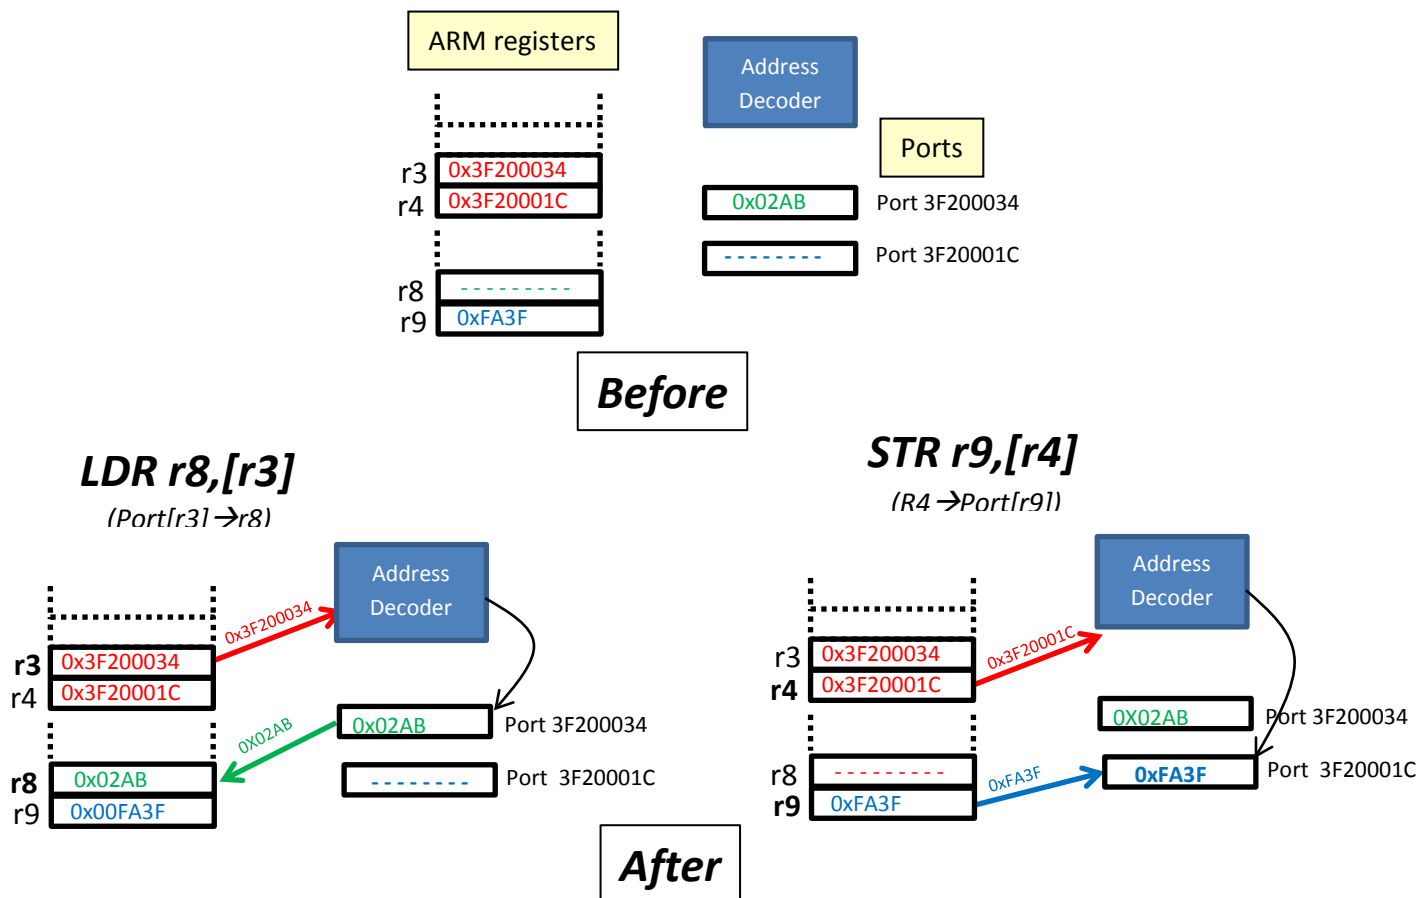 ARM registers
Address
Decoder
Ports
r3 0x3F200034
r4 0x3F20001C
0x02AB Port 3F200034
- - - - - - - - Port 3F20001C
r8 - - - - - - - - -
r9 0xFA3F
Before
LDR r8,[r3]
(Port[r3]→r8)
Address
Decoder
0x3F200034
r3 0x3F200034
r4 0x3F20001C
0x02AB Port 3F200034
0X02AB
- - - - - - - - Port 3F20001C
r8 0x02AB
r9 0x00FA3F
STR r9,[r4]
(R4→Port[r9])
Address
Decoder
0x3F20001C
r3 0x3F200034
r4 0x3F20001C
0X02AB Port 3F200034
r8 - - - - - - - - -
0xFA3F
0xFA3F Port 3F20001C
r9 0xFA3F
After